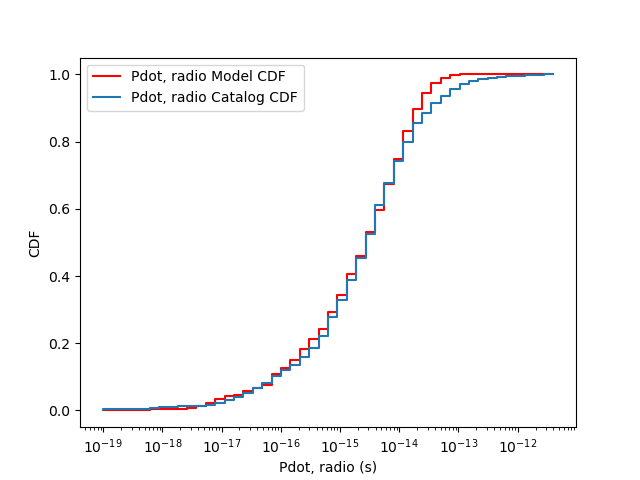 Pdot, radio Model CDF
Pdot, radio Catalog CDF
1.0
0.8
0.6
0.4
0.2
0.0
CDF
10⁻¹⁹ 10⁻¹⁸ 10⁻¹⁷ 10⁻¹⁶ 10⁻¹⁵ 10⁻¹⁴ 10⁻¹³ 10⁻¹²
Pdot, radio (s)